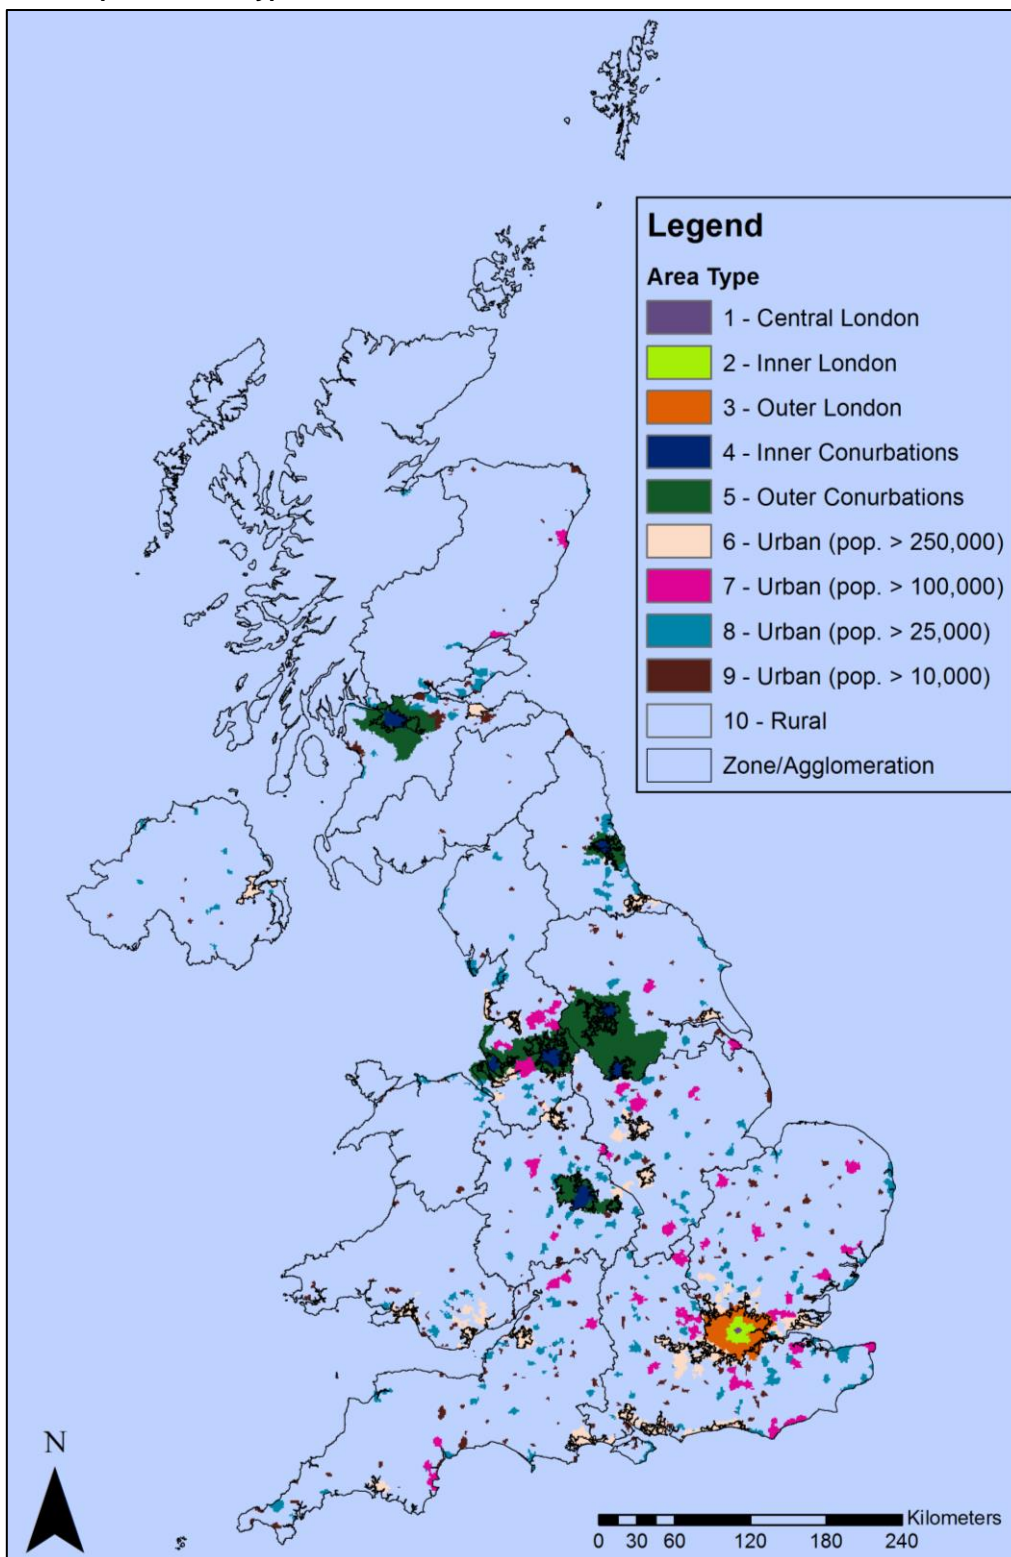 Legend
Area Type
1 - Central London
2 - Inner London
3 - Outer London
4 - Inner Conurbations
5 - Outer Conurbations
6 - Urban (pop. > 250,000)
7 - Urban (pop. > 100,000)
8 - Urban (pop. > 25,000)
9 - Urban (pop. > 10,000)
10 - Rural
Zone/Agglomeration
N
Kilometers
0 30 60 120 180 240